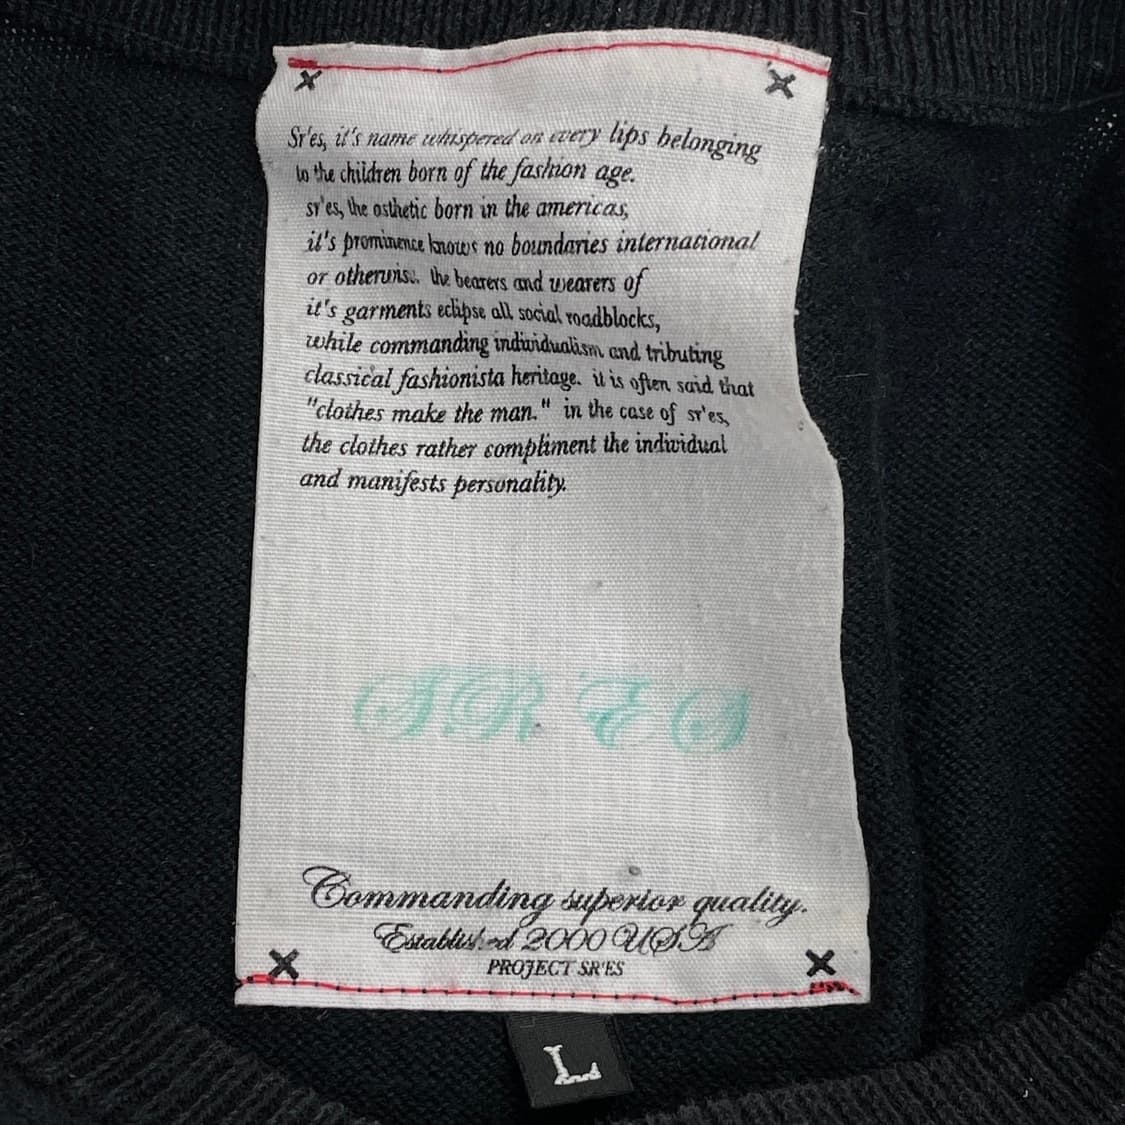 Sr'es, it's name whispered on every lips belonging
to the children born of the fashion age.
sr'es, the asthetic born in the americas,
it's prominence knows no boundaries international
or otherwise. the bearers and wearers of
it's garments eclipse all social roadblocks,
while commanding individualism and tributing
classical fashionista heritage. it is often said that
"clothes make the man." in the case of sr'es,
the clothes rather compliment the individual
and manifests personality.
SR ES
Commanding superior quality.
Established 2000 USA
PROJECT SR'ES
L